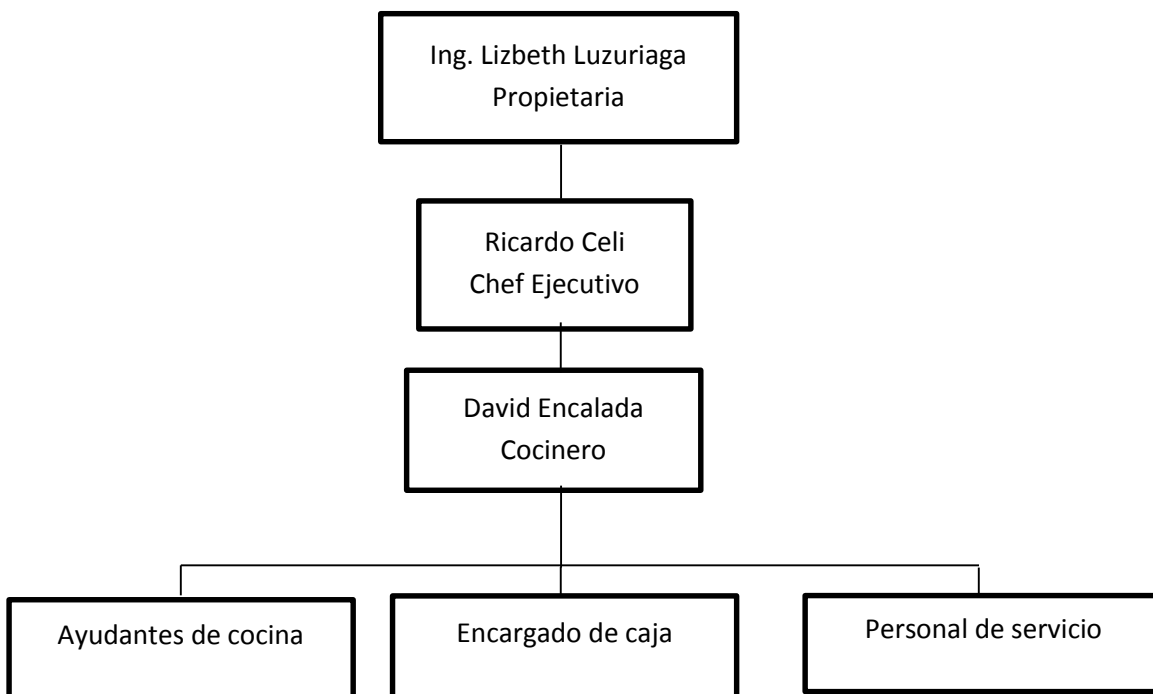 Ing. Lizbeth Luzuriaga
Propietaria
Ricardo Celi
Chef Ejecutivo
David Encalada
Cocinero
Ayudantes de cocina
Encargado de caja
Personal de servicio